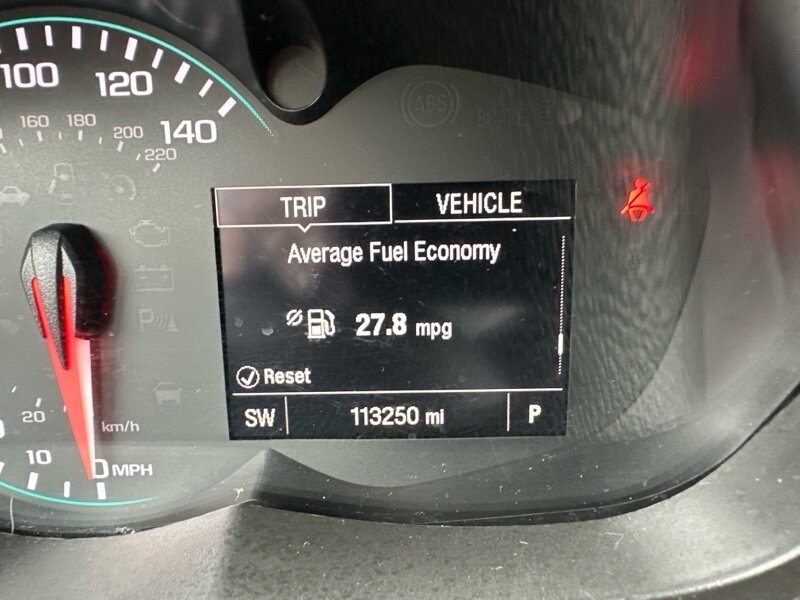 100
120
140
160
180
200
220
ABS
TRIP
VEHICLE
Average Fuel Economy
27.8 mpg
Reset
SW
113250 mi
P
P
20
km/h
10
0
MPH